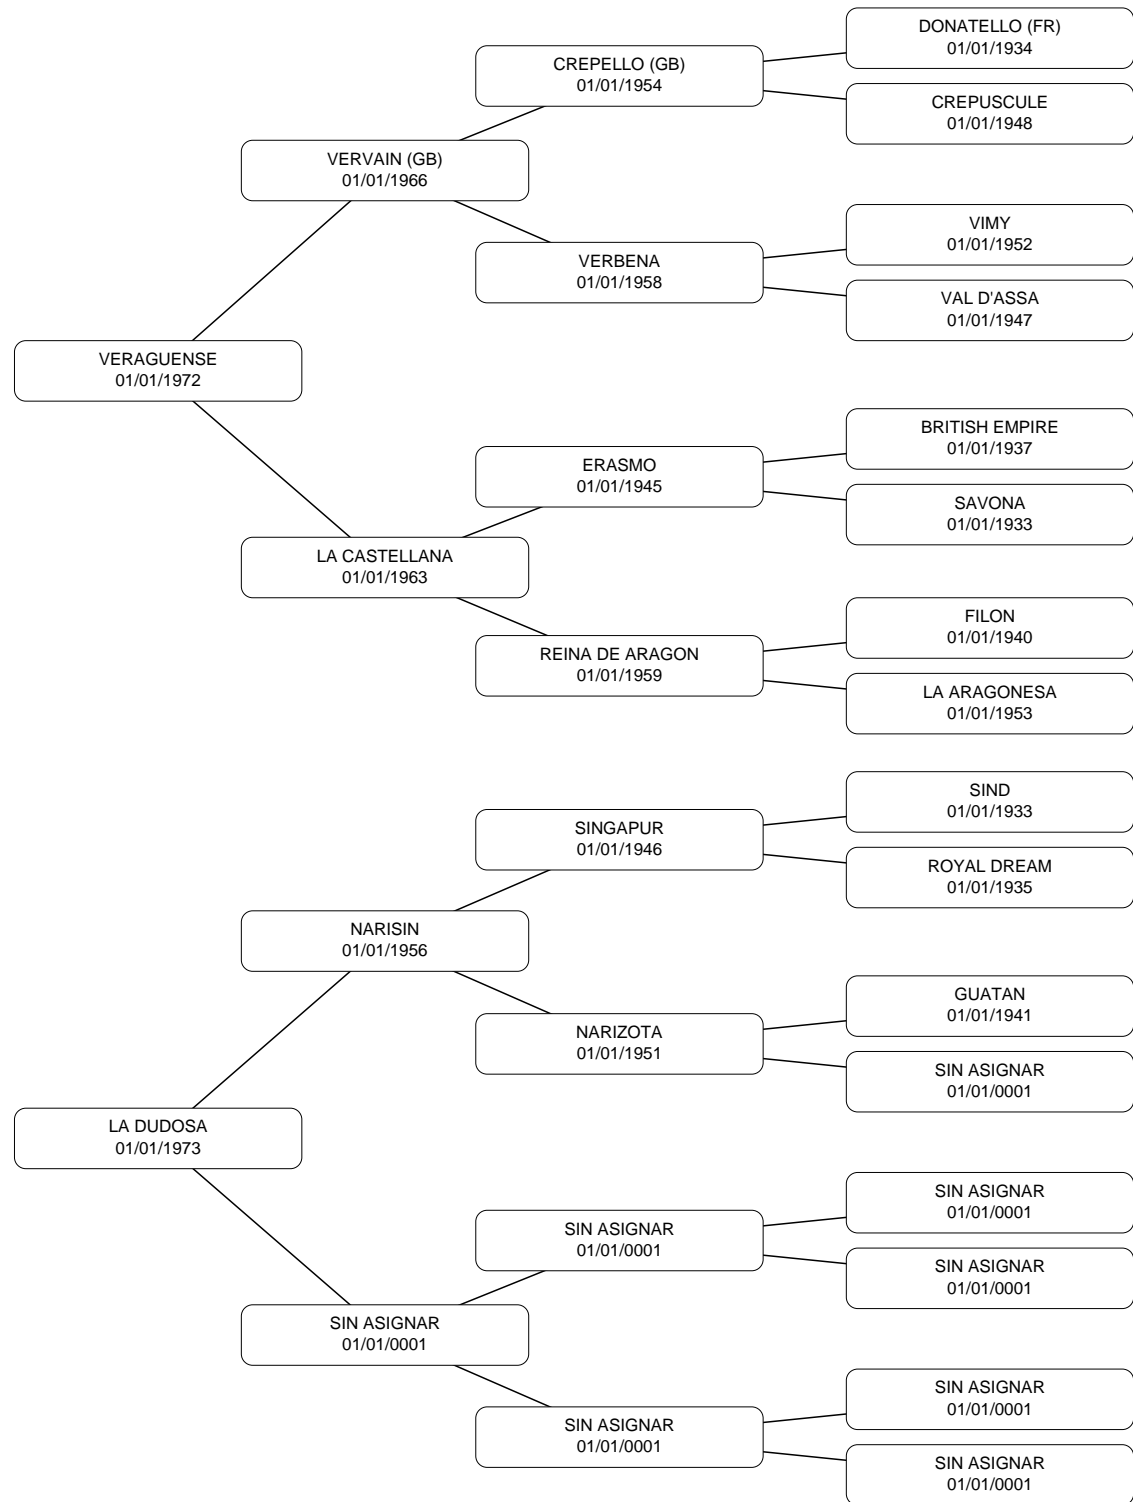 DONATELLO (FR)
01/01/1934
CREPELLO (GB)
01/01/1954
CREPUSCULE
01/01/1948
VERVAIN (GB)
01/01/1966
VIMY
01/01/1952
VERBENA
01/01/1958
VAL D'ASSA
01/01/1947
VERAGUENSE
01/01/1972
BRITISH EMPIRE
01/01/1937
ERASMO
01/01/1945
SAVONA
01/01/1933
LA CASTELLANA
01/01/1963
FILON
01/01/1940
REINA DE ARAGON
01/01/1959
LA ARAGONESA
01/01/1953
SIND
01/01/1933
SINGAPUR
01/01/1946
ROYAL DREAM
01/01/1935
NARISIN
01/01/1956
GUATAN
01/01/1941
NARIZOTA
01/01/1951
SIN ASIGNAR
01/01/0001
LA DUDOSA
01/01/1973
SIN ASIGNAR
01/01/0001
SIN ASIGNAR
01/01/0001
SIN ASIGNAR
01/01/0001
SIN ASIGNAR
01/01/0001
SIN ASIGNAR
01/01/0001
SIN ASIGNAR
01/01/0001
SIN ASIGNAR
01/01/0001